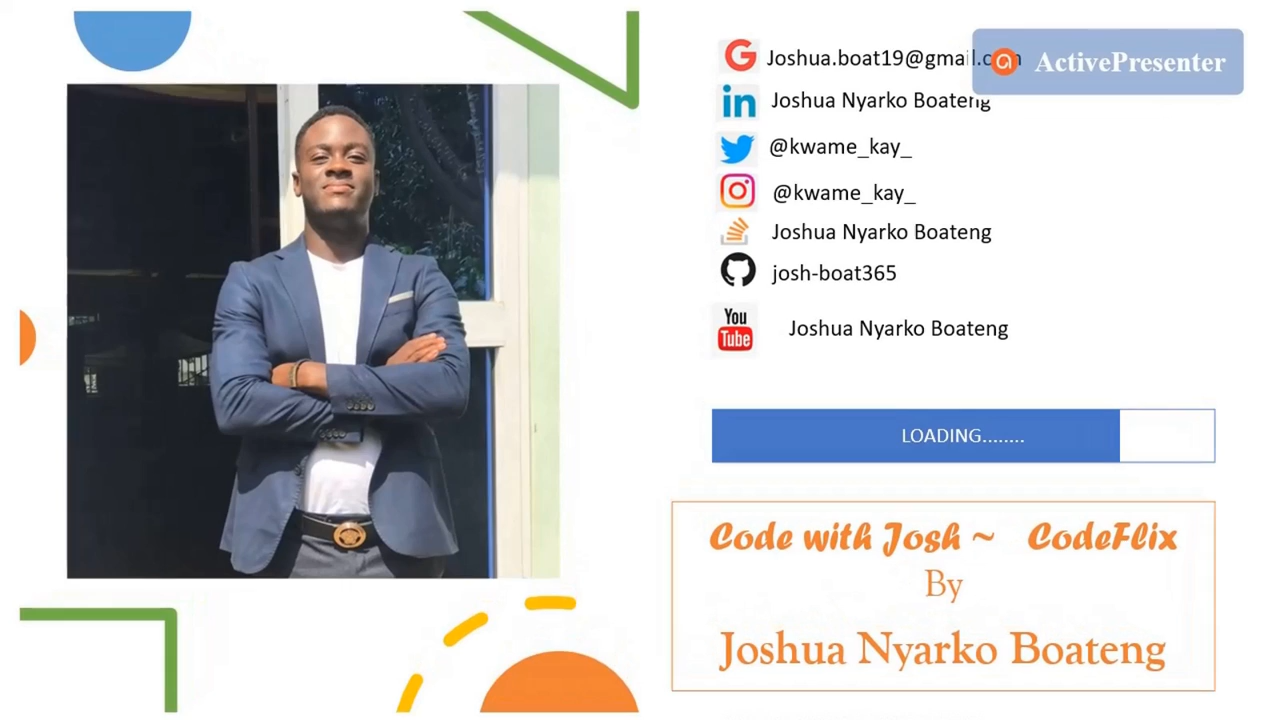 Joshua.boat19@gmail.com
ActivePresenter
Joshua Nyarko Boateng
@kwame_kay_
@kwame_kay_
Joshua Nyarko Boateng
josh-boat365
You
Tube
Joshua Nyarko Boateng
LOADING........
Code with Josh ~ CodeFlix
By
Joshua Nyarko Boateng